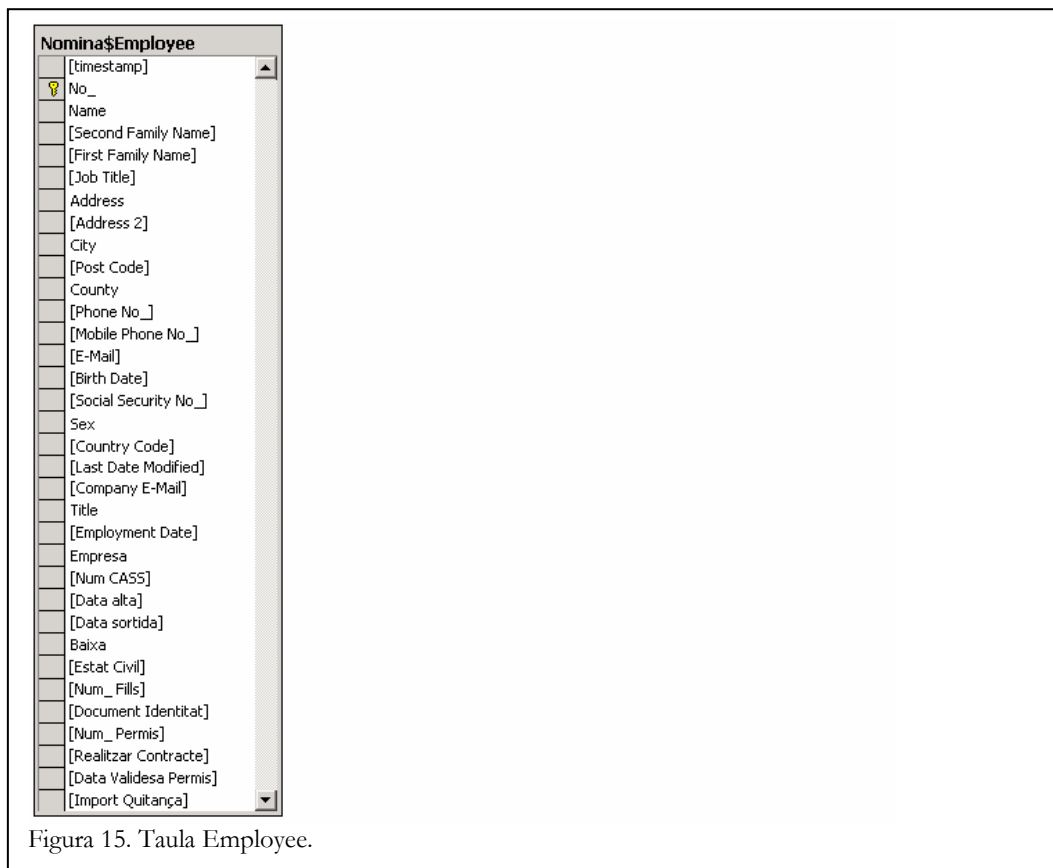 Nomina$Employee
[timestamp]
No_
Name
[Second Family Name]
[First Family Name]
[Job Title]
Address
[Address 2]
City
[Post Code]
County
[Phone No_]
[Mobile Phone No_]
[E-Mail]
[Birth Date]
[Social Security No_]
Sex
[Country Code]
[Last Date Modified]
[Company E-Mail]
Title
[Employment Date]
Empresa
[Num CASS]
[Data alta]
[Data sortida]
Baixa
[Estat Civil]
[Num_ Fills]
[Document Identitat]
[Num_ Permis]
[Realitzar Contracte]
[Data Validesa Permis]
[Import Quitança]
Figura 15. Taula Employee.